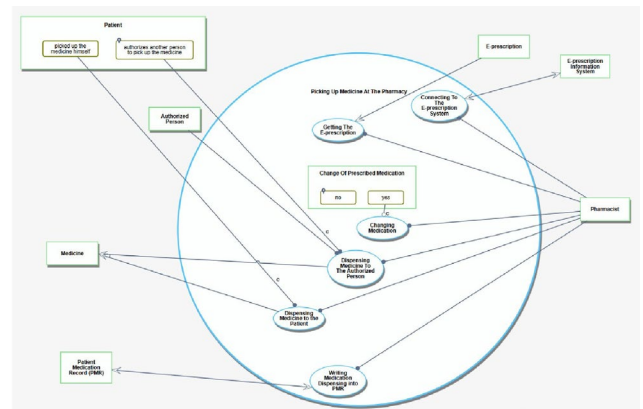 Patient
picked up the
medicine himself
authorizes another person
to pick up the medicine
E-prescription
E-prescription
Information
System
Picking Up Medicine At The Pharmacy
Connecting To
The
E-prescription
System
Authorized
Person
Getting The
E-prescription
Change Of Prescribed Medication
no
yes
c
Changing
Medication
Pharmacist
c
Medicine
Dispensing
Medicine To
The Authorized
Person
c
Dispensing
Medicine to the
Patient
Patient
Medication
Record (PMR)
Writing
Medication
Dispensing into
PMR